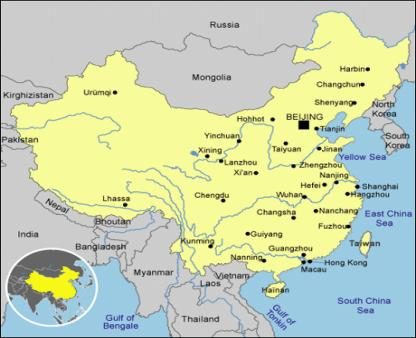 Russia
Harbin
Mongolia
Changchun
Urümqi
Kirghizistan
Shenyang
Hohhot
BEIJING
North
Korea
Tianjin
Pakistan
Yinchuan
South
Korea
Xining
Taiyuan
Jinan
Lanzhou
Yellow Sea
Zhengzhou
Xi'an
Nanjing
Hefei
Shanghai
Lhassa
Chengdu
Wuhan
Hangzhou
Nepal
Changsha
Nanchang
East China
Sea
Bhoutan
Fuzhou
India
Guiyang
Bangladesh
Kunming
Taiwan
Guangzhou
Nanning
Hong Kong
Macau
Myanmar
Vietnam
Laos
Hainan
South China
Sea
Gulf of
Bengale
Thailand
Gulf of
Tonkin